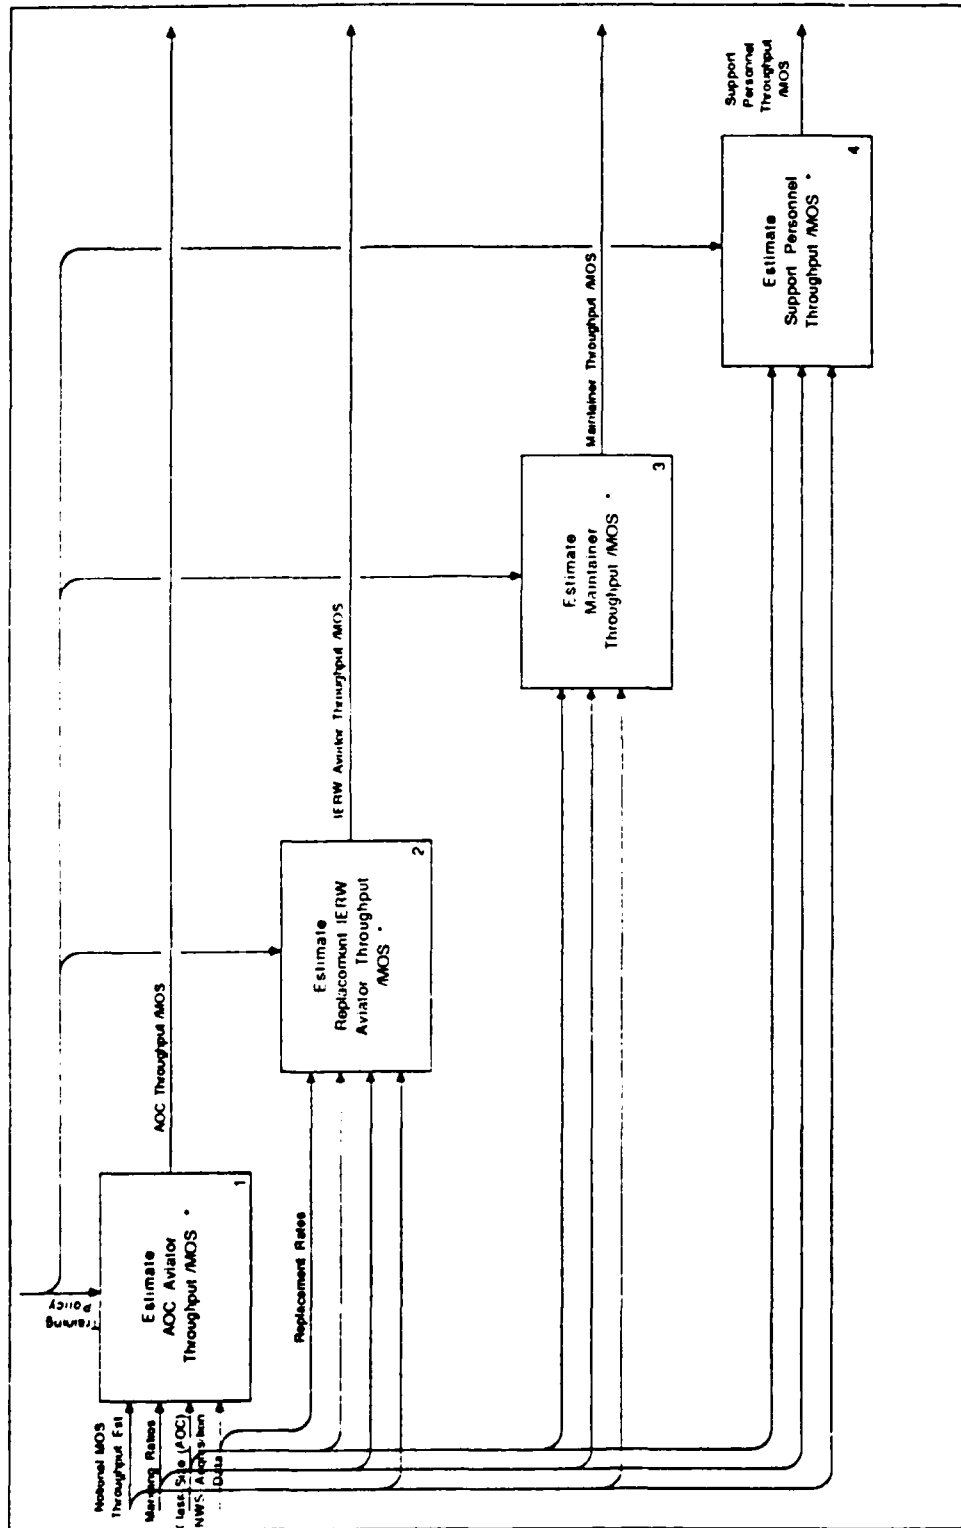 Training
Policy
Notional MOS
Throughput Est
Manning Ratios
Class Size (AOC)
NWS Acquisition
Data
Estimate
AOC Aviator
Throughput /MOS *
1
AOC Throughput /MOS
Replacement Rates
Estimate
Replacement IERW
Aviator Throughput
/MOS *
2
IERW Aviator Throughput /MOS
Estimate
Maintainer
Throughput /MOS *
3
Maintainer Throughput /MOS
Estimate
Support Personnel
Throughput /MOS *
4
Support
Personnel
Throughput
/MOS